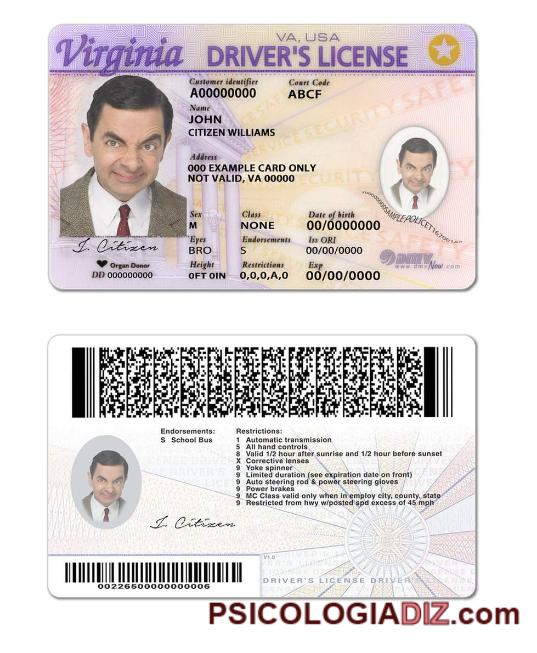 Virginia
VA, USA
DRIVER'S LICENSE
Customer identifier Court Code
A00000000 ABCF
Name
JOHN
CITIZEN WILLIAMS
Address
000 EXAMPLE CARD ONLY
NOT VALID, VA 00000
Sex Class Date of birth
M NONE 00/0000000
Eyes Endorsements Iss ORI
BRO S 00/00/0000
Height Restrictions Exp
0FT 0IN 0,0,0,A,0 00/00/0000
I. Citizen
Organ Donor
DD 000000000
DMV Now
www.dmvNow.com
Endorsements:
S School Bus
Restrictions:
1 Automatic transmission
5 All hand controls
8 Valid 1/2 hour after sunrise and 1/2 hour before sunset
X Corrective lenses
9 Yoke spinner
9 Limited duration (see expiration date on front)
9 Auto steering rod & power steering gloves
9 Power brakes
9 MC Class valid only when in employ city, county, state
9 Restricted from hwy w/posted spd excess of 45 mph
I. Citizen
V1.0
00226500000000006
DRIVER'S LICENSE DRIVER'S
PSICOLOGIADIZ.com